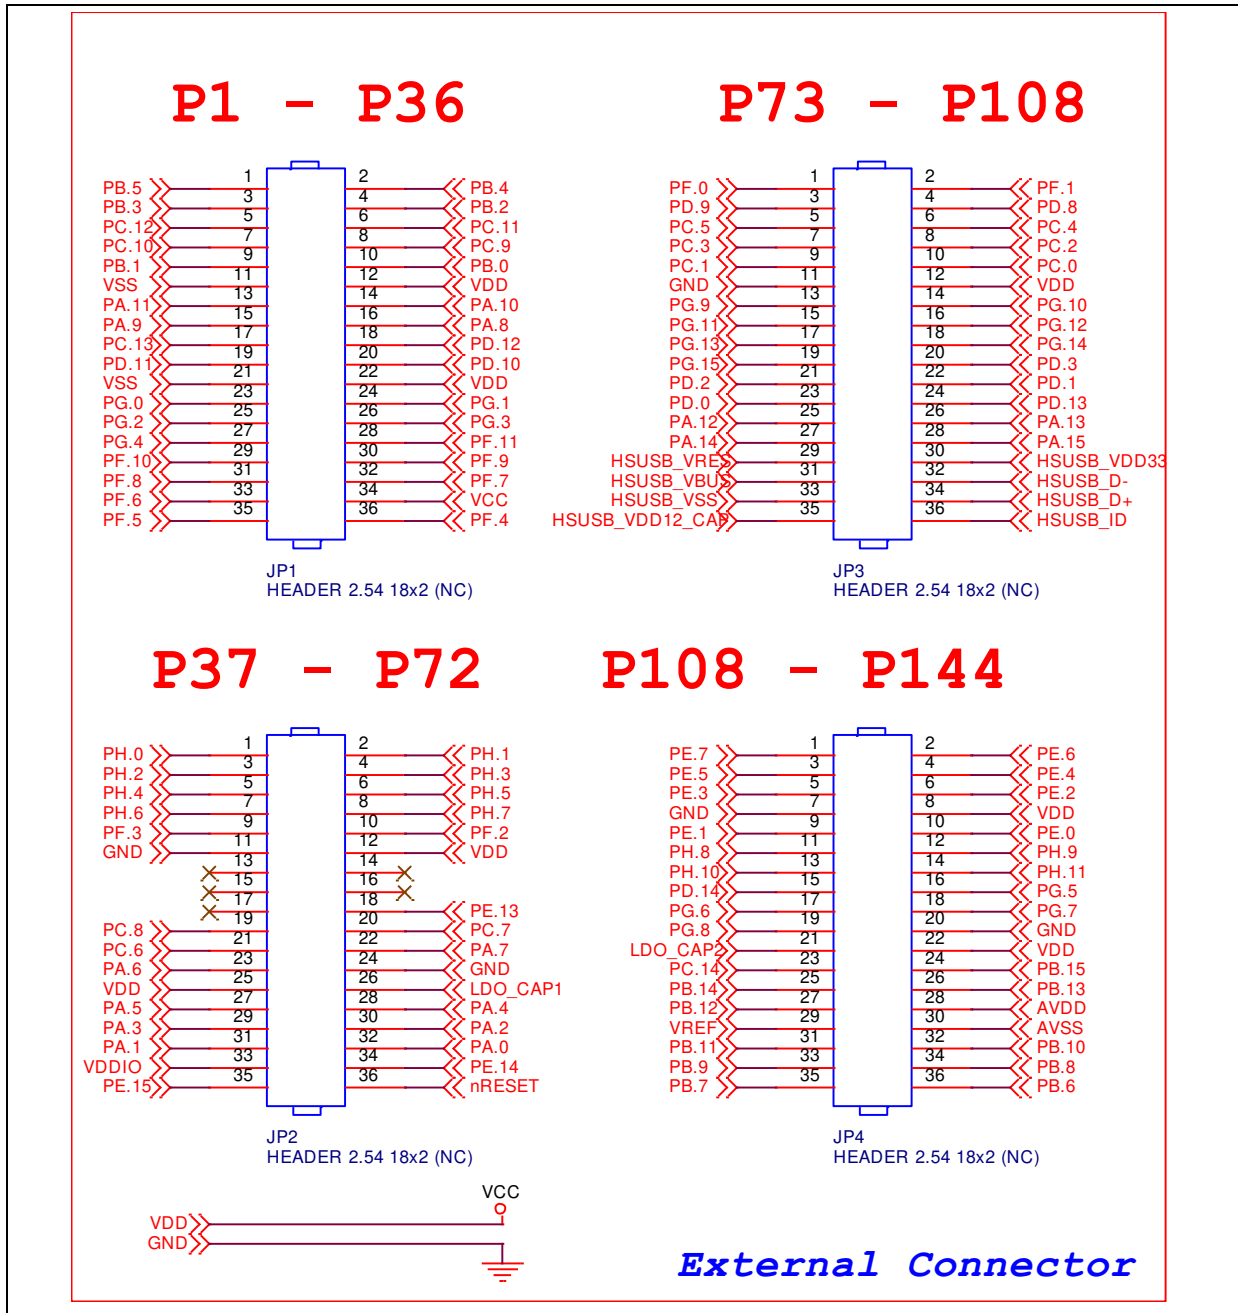 P1 - P36
P73 - P108
1 2
PB.5 PB.4
3 4
PB.3 PB.2
5 6
PC.12 PC.11
7 8
PC.10 PC.9
9 10
PB.1 PB.0
11 12
VSS VDD
13 14
PA.11 PA.10
15 16
PA.9 PA.8
17 18
PC.13 PD.12
19 20
PD.11 PD.10
21 22
VSS VDD
23 24
PG.0 PG.1
25 26
PG.2 PG.3
27 28
PG.4 PF.11
29 30
PF.10 PF.9
31 32
PF.8 PF.7
33 34
PF.6 VCC
35 36
PF.5 PF.4
JP1
HEADER 2.54 18x2 (NC)
1 2
PF.0 PF.1
3 4
PD.9 PD.8
5 6
PC.5 PC.4
7 8
PC.3 PC.2
9 10
PC.1 PC.0
11 12
GND VDD
13 14
PG.9 PG.10
15 16
PG.11 PG.12
17 18
PG.13 PG.14
19 20
PG.15 PD.3
21 22
PD.2 PD.1
23 24
PD.0 PD.13
25 26
PA.12 PA.13
27 28
PA.14 PA.15
29 30
HSUSB_VRES HSUSB_VDD33
31 32
HSUSB_VBUS HSUSB_D-
33 34
HSUSB_VSS HSUSB_D+
35 36
HSUSB_VDD12_CAP HSUSB_ID
JP3
HEADER 2.54 18x2 (NC)
P37 - P72
P108 - P144
1 2
PH.0 PH.1
3 4
PH.2 PH.3
5 6
PH.4 PH.5
7 8
PH.6 PH.7
9 10
PF.3 PF.2
11 12
GND VDD
13 14
15 16
17 18
PE.13
19 20
PC.8 PC.7
21 22
PC.6 PA.7
23 24
PA.6 GND
25 26
VDD LDO_CAP1
27 28
PA.5 PA.4
29 30
PA.3 PA.2
31 32
PA.1 PA.0
33 34
VDDIO PE.14
35 36
PE.15 nRESET
JP2
HEADER 2.54 18x2 (NC)
1 2
PE.7 PE.6
3 4
PE.5 PE.4
5 6
PE.3 PE.2
7 8
GND VDD
9 10
PE.1 PE.0
11 12
PH.8 PH.9
13 14
PH.10 PH.11
15 16
PD.14 PG.5
17 18
PG.6 PG.7
19 20
PG.8 GND
21 22
LDO_CAP2 VDD
23 24
PC.14 PB.15
25 26
PB.14 PB.13
27 28
PB.12 AVDD
29 30
VREF AVSS
31 32
PB.11 PB.10
33 34
PB.9 PB.8
35 36
PB.7 PB.6
JP4
HEADER 2.54 18x2 (NC)
VCC
VDD
GND
External Connector